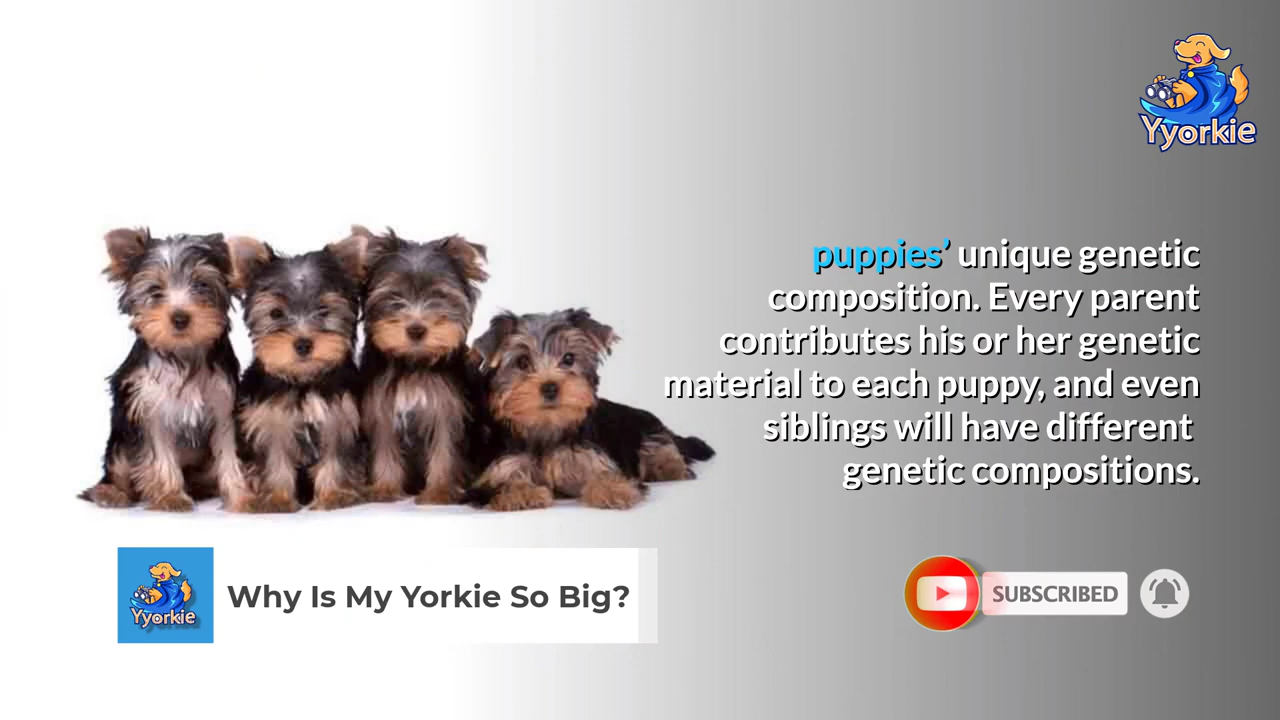 Yyorkie
puppies’ unique genetic
composition. Every parent
contributes his or her genetic
material to each puppy, and even
siblings will have different
genetic compositions.
Yyorkie
Why Is My Yorkie So Big?
SUBSCRIBED